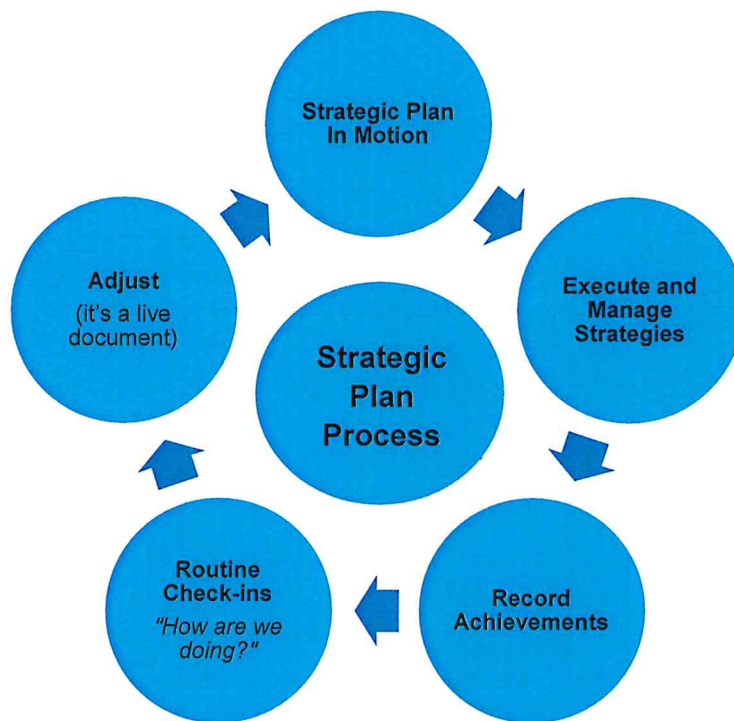 Strategic Plan
In Motion
Execute and
Manage
Strategies
Record
Achievements
Routine
Check-ins
"How are we
doing?"
Adjust
(it's a live
document)
Strategic
Plan
Process